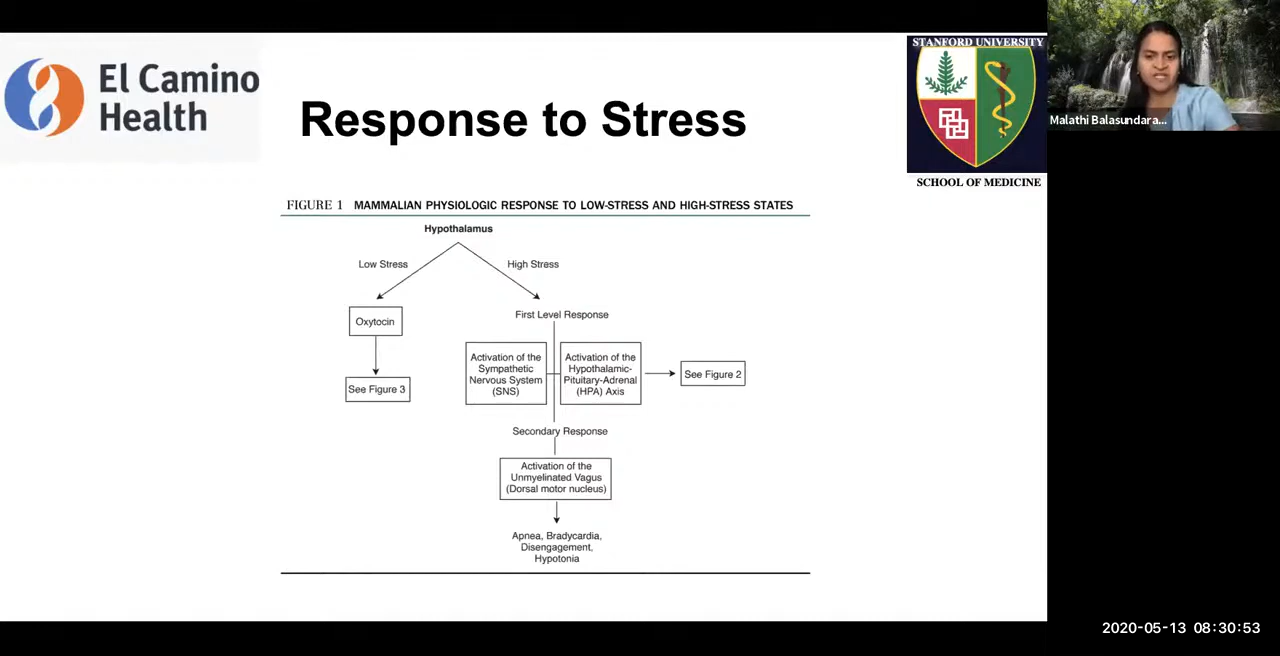 El Camino
Health
Response to Stress
STANFORD UNIVERSITY
SCHOOL OF MEDICINE
Malathi Balasundara...
FIGURE 1 MAMMALIAN PHYSIOLOGIC RESPONSE TO LOW-STRESS AND HIGH-STRESS STATES
Hypothalamus
Low Stress
High Stress
Oxytocin
See Figure 3
First Level Response
Activation of the
Sympathetic
Nervous System
(SNS)
Activation of the
Hypothalamic-
Pituitary-Adrenal
(HPA) Axis
See Figure 2
Secondary Response
Activation of the
Unmyelinated Vagus
(Dorsal motor nucleus)
Apnea, Bradycardia,
Disengagement,
Hypotonia
2020-05-13 08:30:53